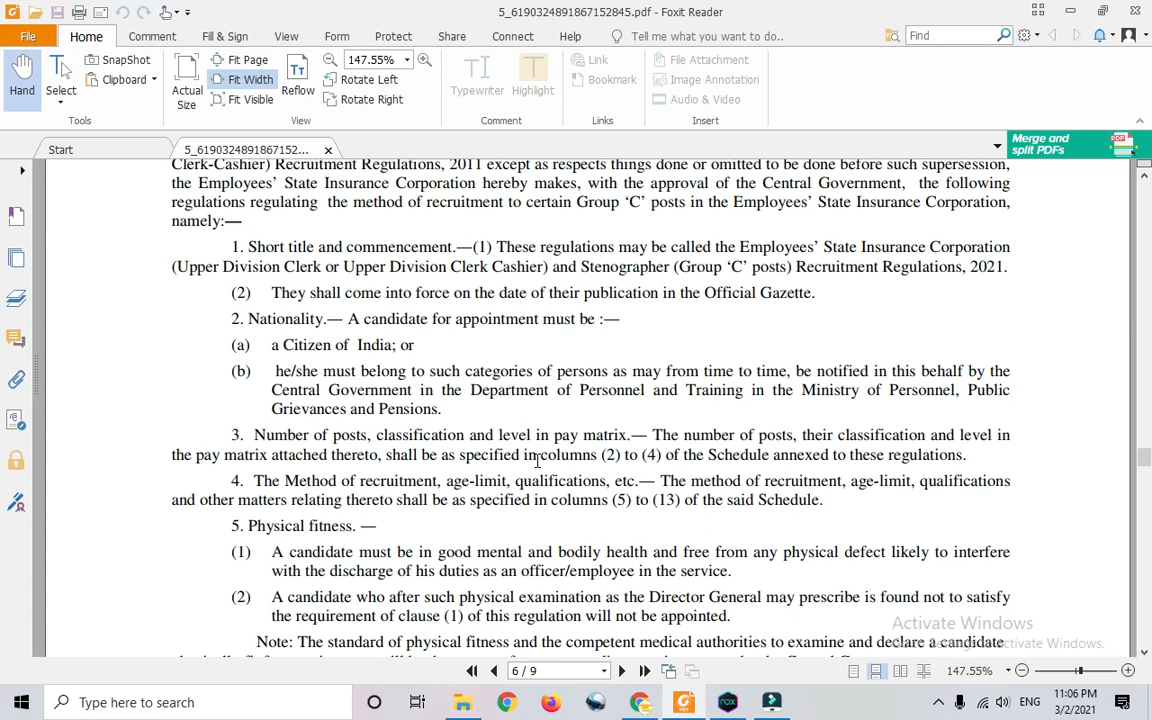 5_6190324891867152845.pdf - Foxit Reader
File Home Comment Fill & Sign View Form Protect Share Connect Help Tell me what you want to do.. Find
Hand Select SnapShot Clipboard Actual Size Fit Page Fit Width Fit Visible Reflow 147.55% Rotate Left Rotate Right Typewriter Highlight Link Bookmark File Attachment Image Annotation Audio & Video
Tools View Comment Links Insert
Start 5_6190324891867152... Merge and split PDFs
Clerk-Cashier) Recruitment Regulations, 2011 except as respects things done or omitted to be done before such supersession,
the Employees’ State Insurance Corporation hereby makes, with the approval of the Central Government, the following
regulations regulating the method of recruitment to certain Group ‘C’ posts in the Employees’ State Insurance Corporation,
namely:—
1. Short title and commencement.—(1) These regulations may be called the Employees’ State Insurance Corporation
(Upper Division Clerk or Upper Division Clerk Cashier) and Stenographer (Group ‘C’ posts) Recruitment Regulations, 2021.
(2) They shall come into force on the date of their publication in the Official Gazette.
2. Nationality.— A candidate for appointment must be :—
(a) a Citizen of India; or
(b) he/she must belong to such categories of persons as may from time to time, be notified in this behalf by the
Central Government in the Department of Personnel and Training in the Ministry of Personnel, Public
Grievances and Pensions.
3. Number of posts, classification and level in pay matrix.— The number of posts, their classification and level in
the pay matrix attached thereto, shall be as specified in columns (2) to (4) of the Schedule annexed to these regulations.
4. The Method of recruitment, age-limit, qualifications, etc.— The method of recruitment, age-limit, qualifications
and other matters relating thereto shall be as specified in columns (5) to (13) of the said Schedule.
5. Physical fitness. —
(1) A candidate must be in good mental and bodily health and free from any physical defect likely to interfere
with the discharge of his duties as an officer/employee in the service.
(2) A candidate who after such physical examination as the Director General may prescribe is found not to satisfy
the requirement of clause (1) of this regulation will not be appointed.
Note: The standard of physical fitness and the competent medical authorities to examine and declare a candidate
Activate Windows
Go to Settings to activate Windows.
6 / 9 147.55%
Type here to search ENG 11:06 PM
3/2/2021